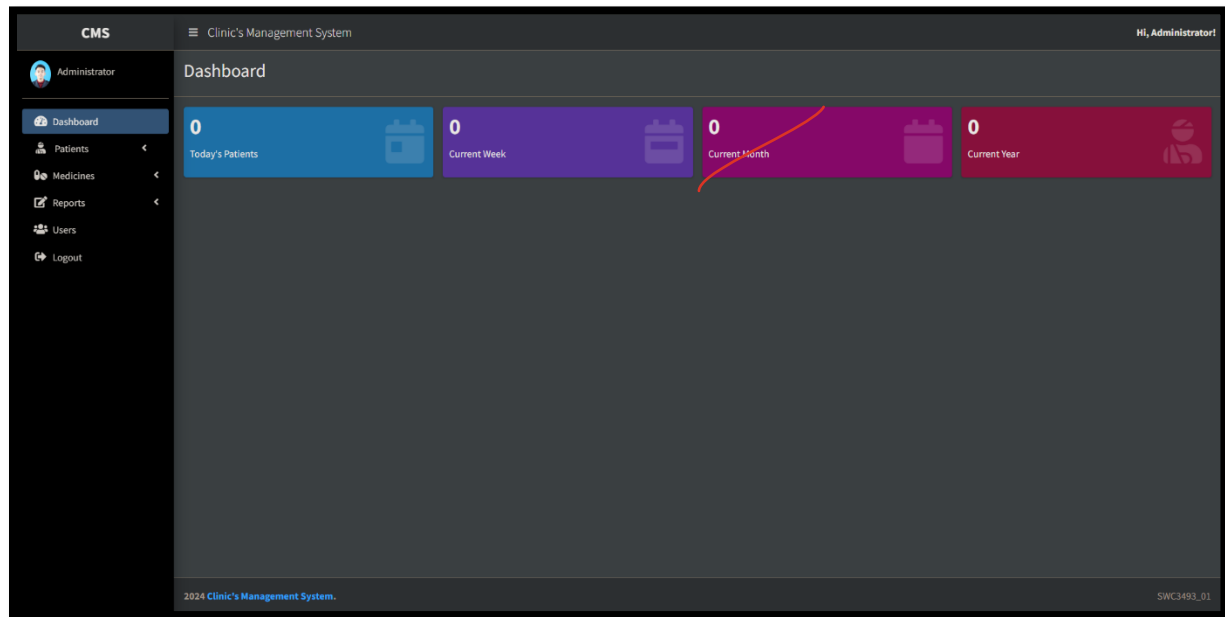 CMS
Clinic's Management System
Hi, Administrator!
Administrator
Dashboard
Dashboard
Patients
Medicines
Reports
Users
Logout
0
Today's Patients
0
Current Week
0
Current Month
0
Current Year
2024 Clinic's Management System.
SWC3493_01